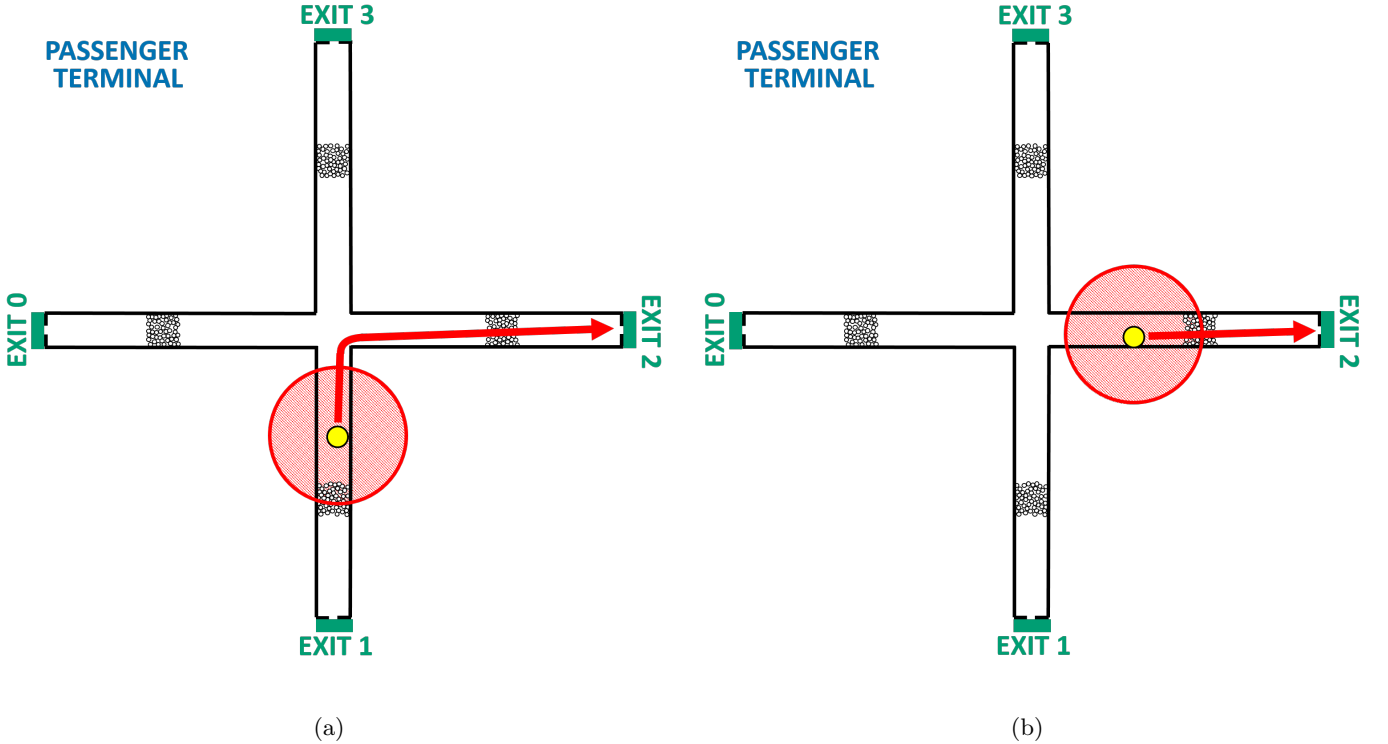 EXIT 3
PASSENGER
TERMINAL
EXIT 0
EXIT 2
EXIT 1
(a)
EXIT 3
PASSENGER
TERMINAL
EXIT 0
EXIT 2
EXIT 1
(b)